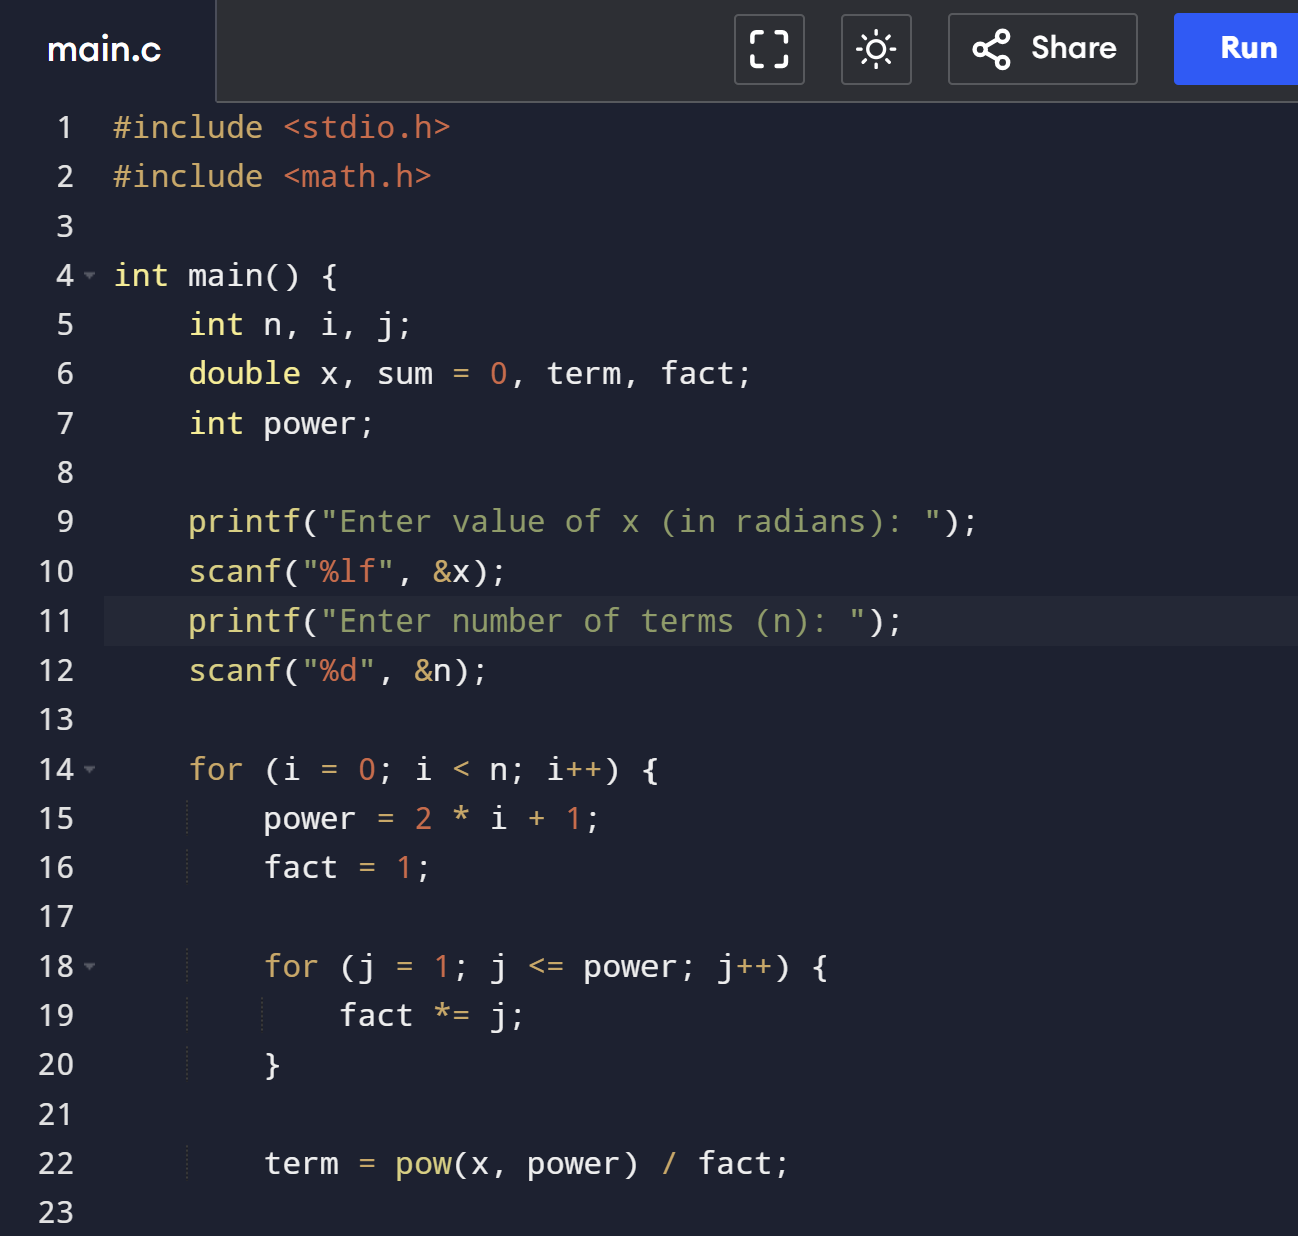 main.c
Share
Run
1 #include <stdio.h>
2 #include <math.h>
3
4 int main() {
5     int n, i, j;
6     double x, sum = 0, term, fact;
7     int power;
8
9     printf("Enter value of x (in radians): ");
10     scanf("%lf", &x);
11     printf("Enter number of terms (n): ");
12     scanf("%d", &n);
13
14     for (i = 0; i < n; i++) {
15         power = 2 * i + 1;
16         fact = 1;
17
18         for (j = 1; j <= power; j++) {
19             fact *= j;
20         }
21
22         term = pow(x, power) / fact;
23